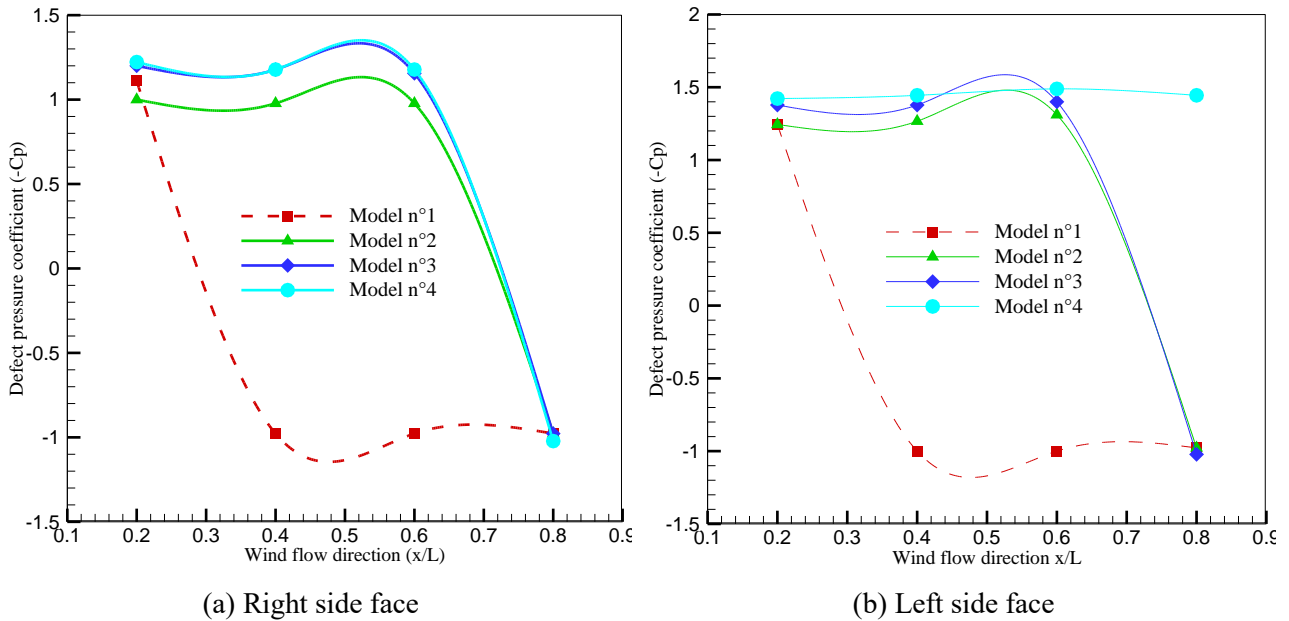 1.5
1
0.5
0
-0.5
-1
-1.5
0.1 0.2 0.3 0.4 0.5 0.6 0.7 0.8 0.9
Defect pressure coefficient (-Cp)
Wind flow direction (x/L)
Model n°1
Model n°2
Model n°3
Model n°4
(a) Right side face
2
1.5
1
0.5
0
-0.5
-1
-1.5
0.1 0.2 0.3 0.4 0.5 0.6 0.7 0.8 0.9
Defect pressure coefficient (-Cp)
Wind flow direction x/L
Model n°1
Model n°2
Model n°3
Model n°4
(b) Left side face